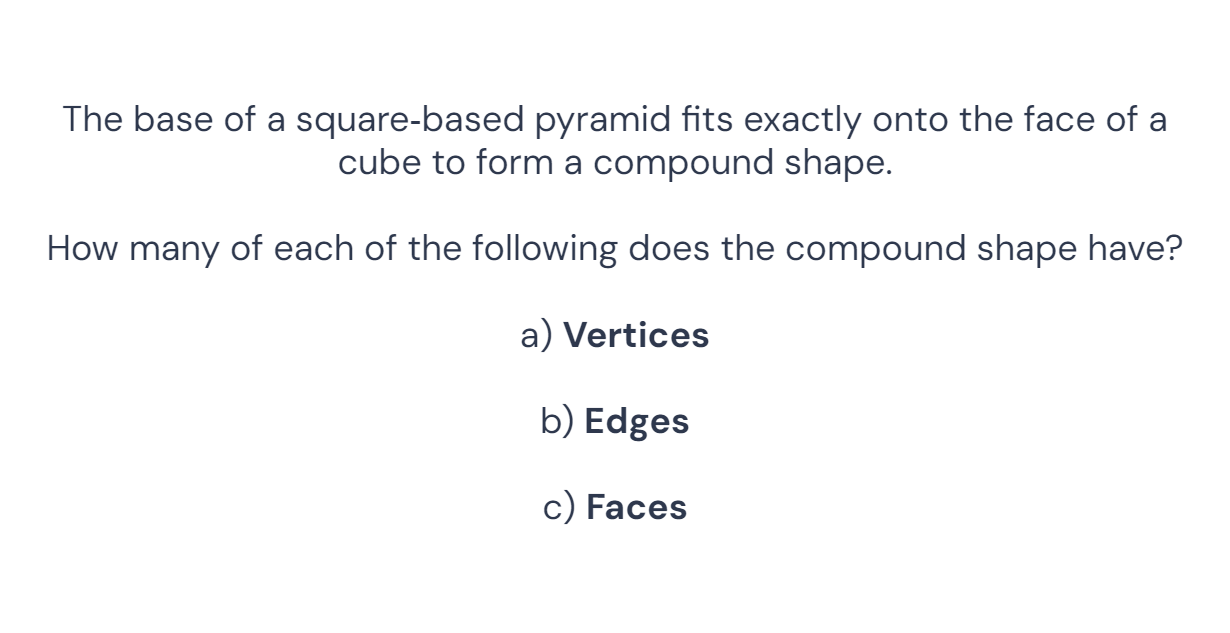 The base of a square-based pyramid fits exactly onto the face of a
cube to form a compound shape.
How many of each of the following does the compound shape have?
a) Vertices
b) Edges
c) Faces